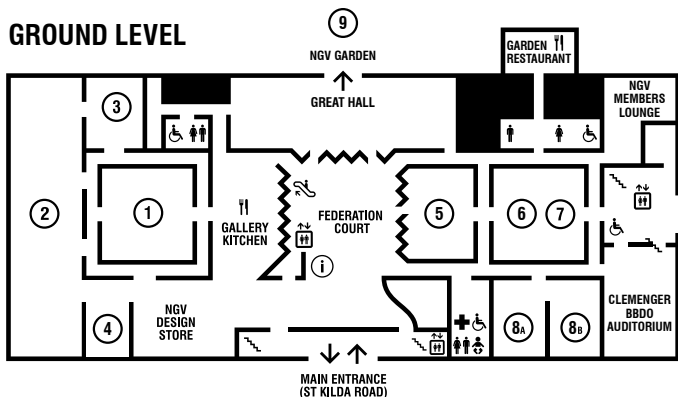 GROUND LEVEL
9
NGV GARDEN
GREAT HALL
GARDEN
RESTAURANT
NGV
MEMBERS
LOUNGE
3
2
1
GALLERY
KITCHEN
FEDERATION
COURT
5
6
7
i
4
NGV
DESIGN
STORE
8A
8B
CLEMENGER
BBDO
AUDITORIUM
MAIN ENTRANCE
(ST KILDA ROAD)